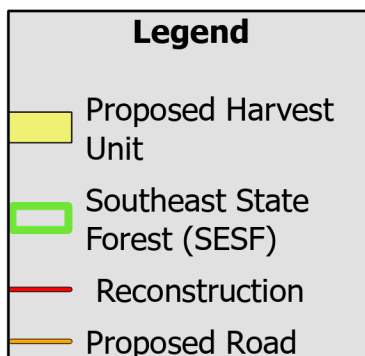 Legend
Proposed Harvest
Unit
Southeast State
Forest (SESF)
Reconstruction
Proposed Road